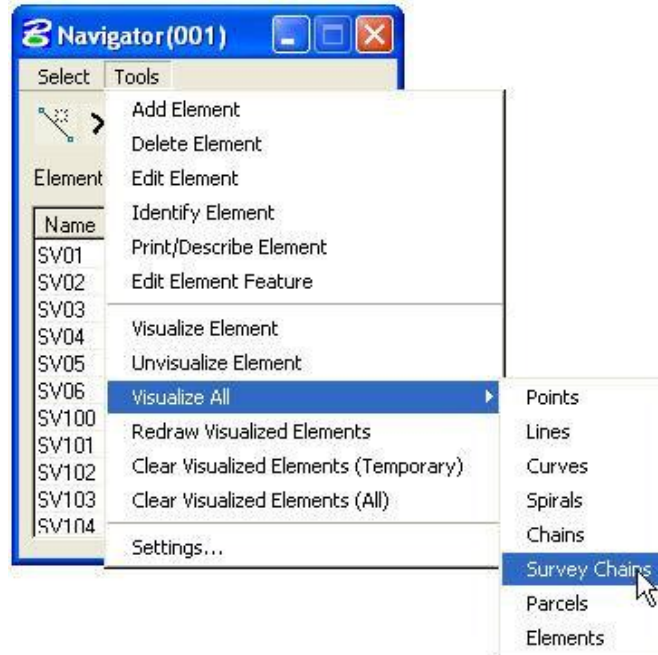 Navigator(001)
Select Tools
Add Element
Delete Element
Element
Edit Element
Identify Element
Name
Print/Describe Element
SV01
SV02
Edit Element Feature
SV03
SV04
Visualize Element
SV05
Unvisualize Element
SV06
Visualize All
Points
SV100
Redraw Visualized Elements
Lines
SV101
SV102
Clear Visualized Elements (Temporary)
Curves
SV103
Clear Visualized Elements (All)
Spirals
SV104
Chains
Settings...
Survey Chains
Parcels
Elements